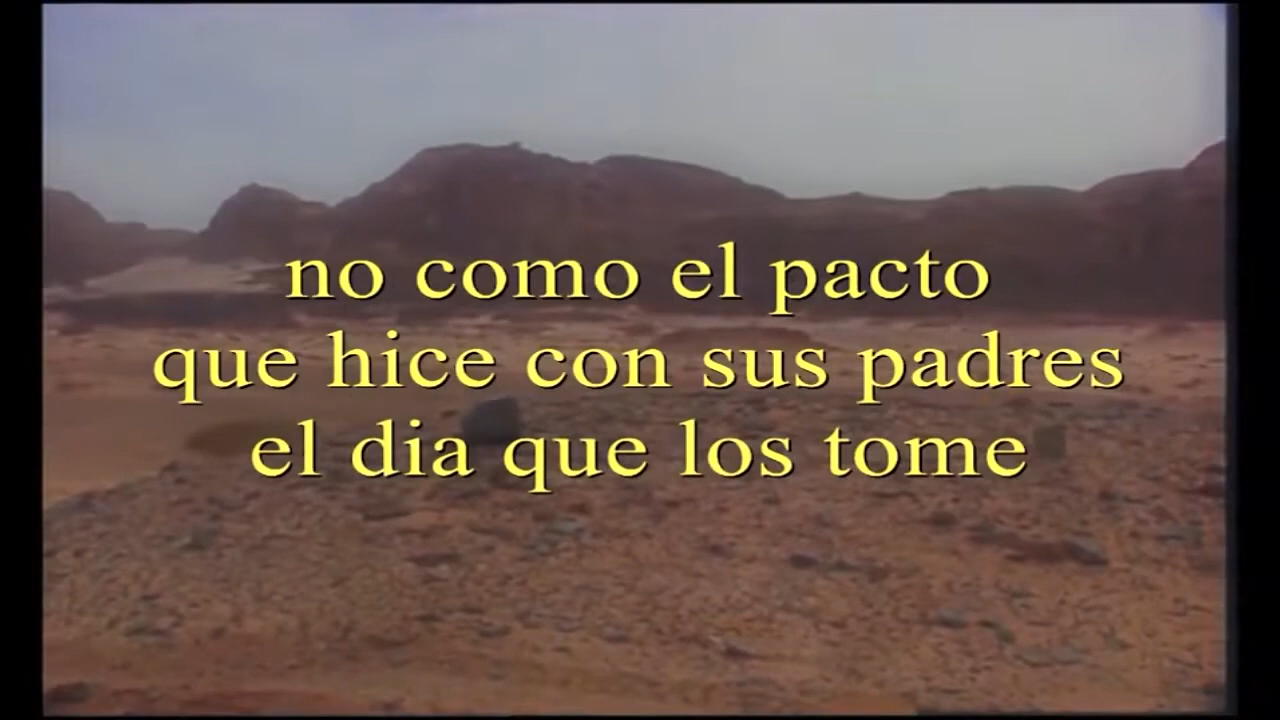 no como el pacto
que hice con sus padres
el dia que los tome